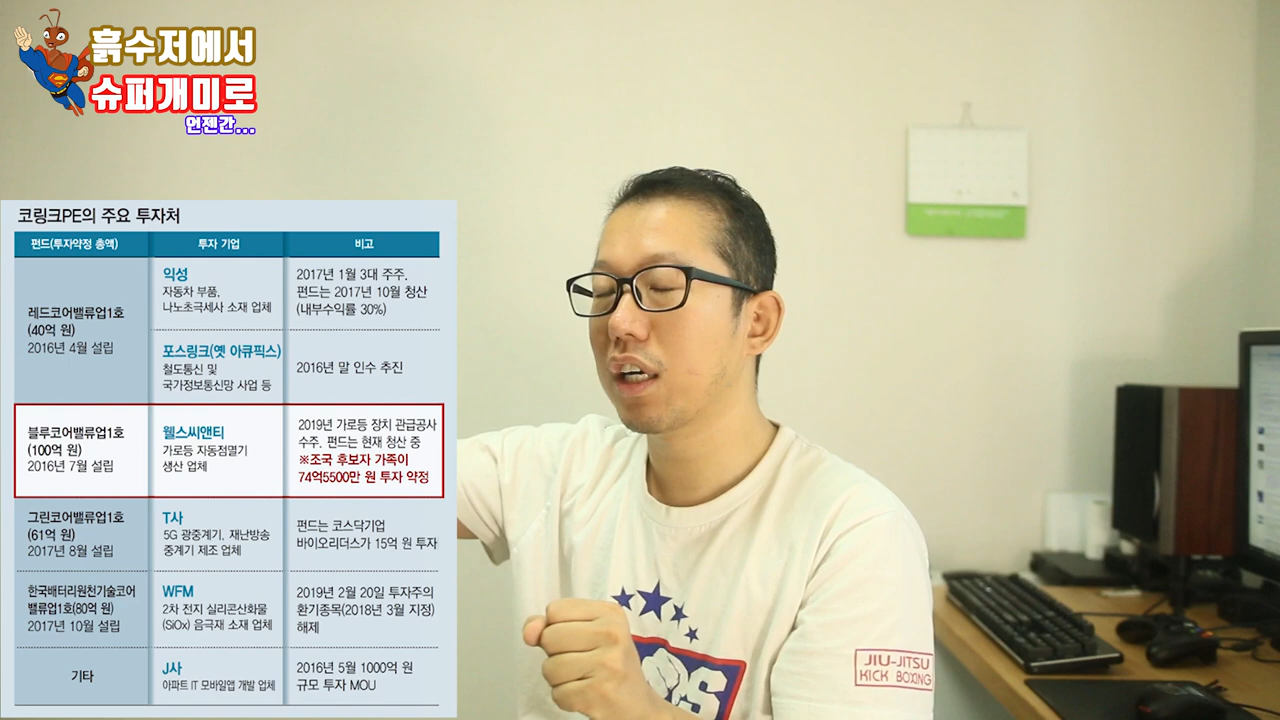 흙수저에서
슈퍼개미로
언젠간...
코링크PE의 주요 투자처
펀드(투자약정 총액)
투자 기업
비고
레드코어밸류업1호
(40억 원)
2016년 4월 설립
익성
자동차 부품,
나노초극세사 소재 업체
2017년 1월 3대 주주.
펀드는 2017년 10월 청산
(내부수익률 30%)
포스링크(옛 아큐픽스)
철도통신 및
국가정보통신망 사업 등
2016년 말 인수 추진
블루코어밸류업1호
(100억 원)
2016년 7월 설립
웰스씨앤티
가로등 자동점멸기
생산 업체
2019년 가로등 장치 관급공사
수주. 펀드는 현재 청산 중
※조국 후보자 가족이
74억5500만 원 투자 약정
그린코어밸류업1호
(61억 원)
2017년 8월 설립
T사
5G 광중계기, 재난방송
중계기 제조 업체
펀드는 코스닥기업
바이오리더스가 15억 원 투자
한국배터리원천기술코어
밸류업1호(80억 원)
2017년 10월 설립
WFM
2차 전지 실리콘산화물
(SiOx) 음극재 소재 업체
2019년 2월 20일 투자주의
환기종목(2018년 3월 지정)
해제
기타
J사
아파트 IT 모바일앱 개발 업체
2016년 5월 1000억 원
규모 투자 MOU
JIU-JITSU
KICK BOXING